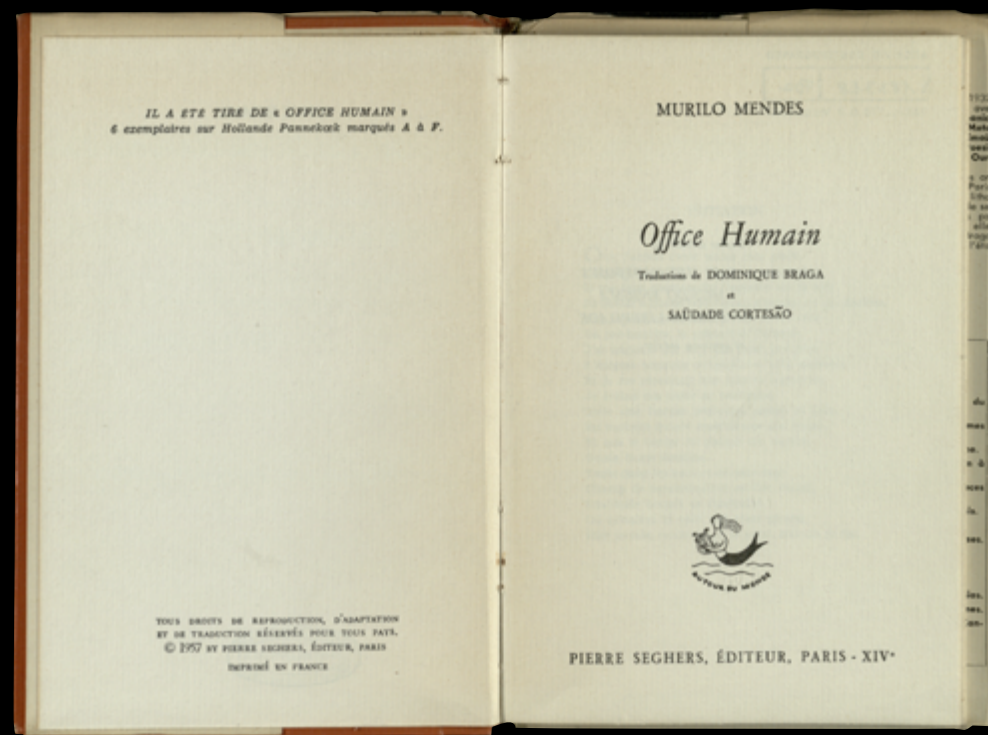 IL A ÉTÉ TIRÉ DE « OFFICE HUMAIN »
6 exemplaires sur Hollande Pannekœk marqués A à F.
TOUS DROITS DE REPRODUCTION, D'ADAPTATION
ET DE TRADUCTION RÉSERVÉS POUR TOUS PAYS.
© 1957 BY PIERRE SEGHERS, ÉDITEUR, PARIS
IMPRIMÉ EN FRANCE
MURILO MENDES
Office Humain
Traductions de DOMINIQUE BRAGA
et
SAÜDADE CORTESÃO
AUTOUR DU MONDE
PIERRE SEGHERS, ÉDITEUR, PARIS - XIVe